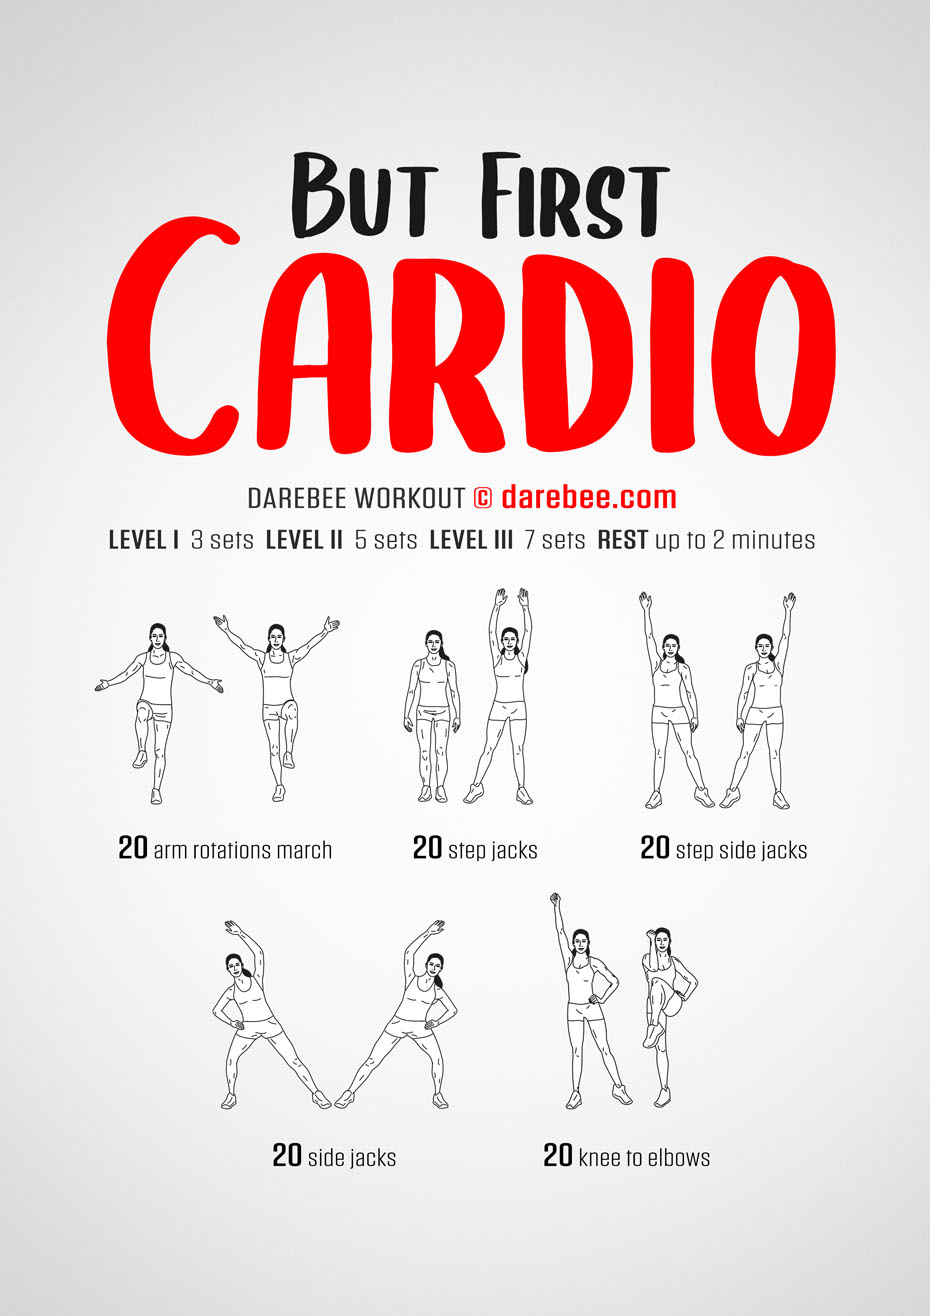 BUT FIRST
CARDIO
DAREBEE WORKOUT © darebee.com
LEVEL I 3 sets LEVEL II 5 sets LEVEL III 7 sets REST up to 2 minutes
20 arm rotations march
20 step jacks
20 step side jacks
20 side jacks
20 knee to elbows